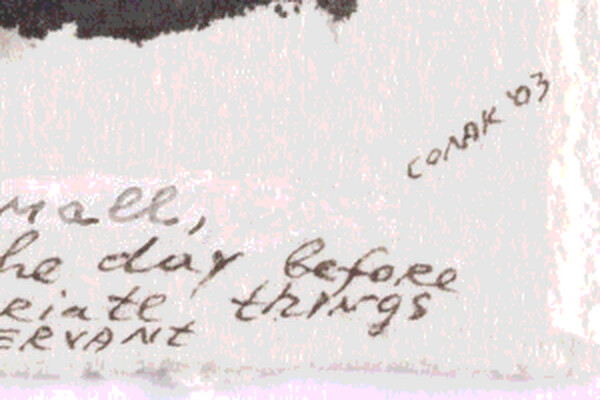 CONAK '03
mall,
he day before
riate things
ERVANT